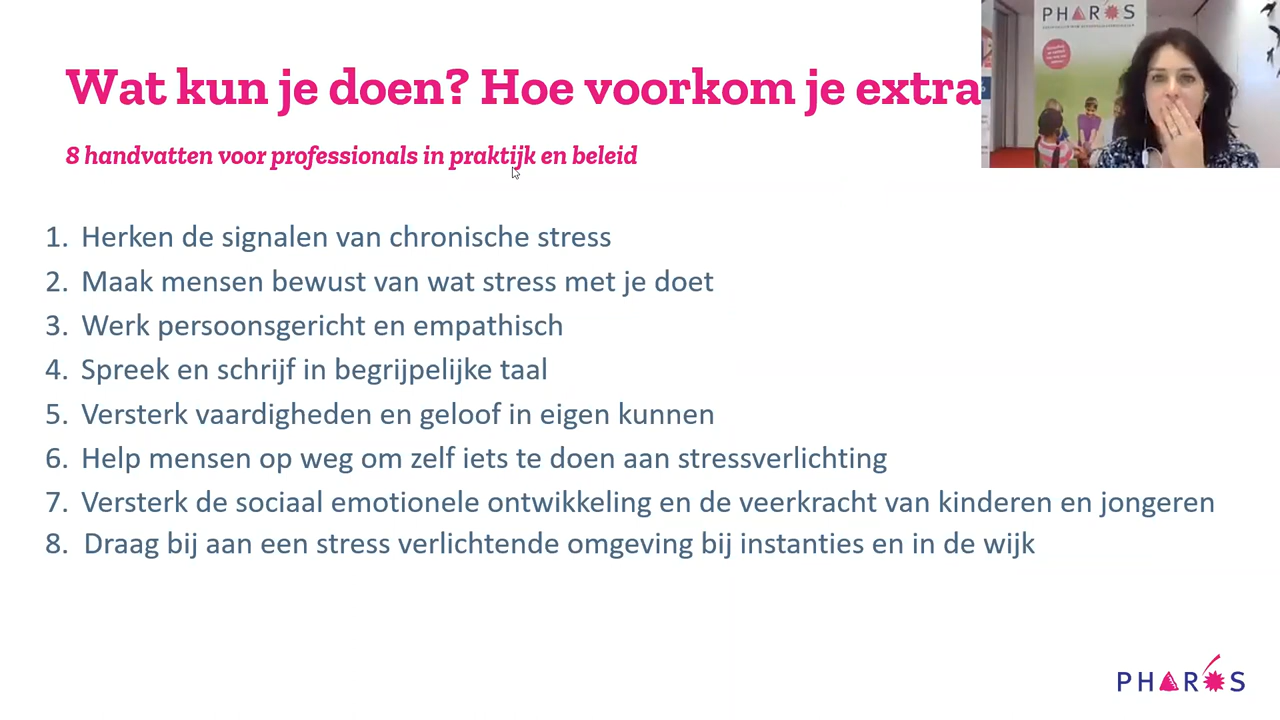 Wat kun je doen? Hoe voorkom je extra
8 handvatten voor professionals in praktijk en beleid
1. Herken de signalen van chronische stress
2. Maak mensen bewust van wat stress met je doet
3. Werk persoonsgericht en empathisch
4. Spreek en schrijf in begrijpelijke taal
5. Versterk vaardigheden en geloof in eigen kunnen
6. Help mensen op weg om zelf iets te doen aan stressverlichting
7. Versterk de sociaal emotionele ontwikkeling en de veerkracht van kinderen en jongeren
8. Draag bij aan een stress verlichtende omgeving bij instanties en in de wijk
PHAROS
PHAROS